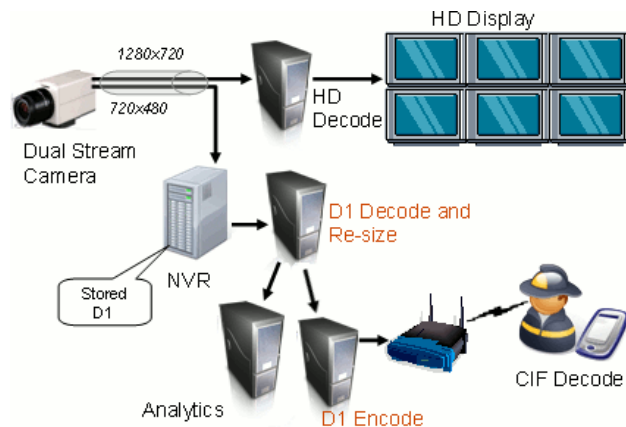 HD Display
1280x720
720x480
HD
Decode
Dual Stream
Camera
D1 Decode and
Re-size
NVR
Stored
D1
Analytics
D1 Encode
CIF Decode